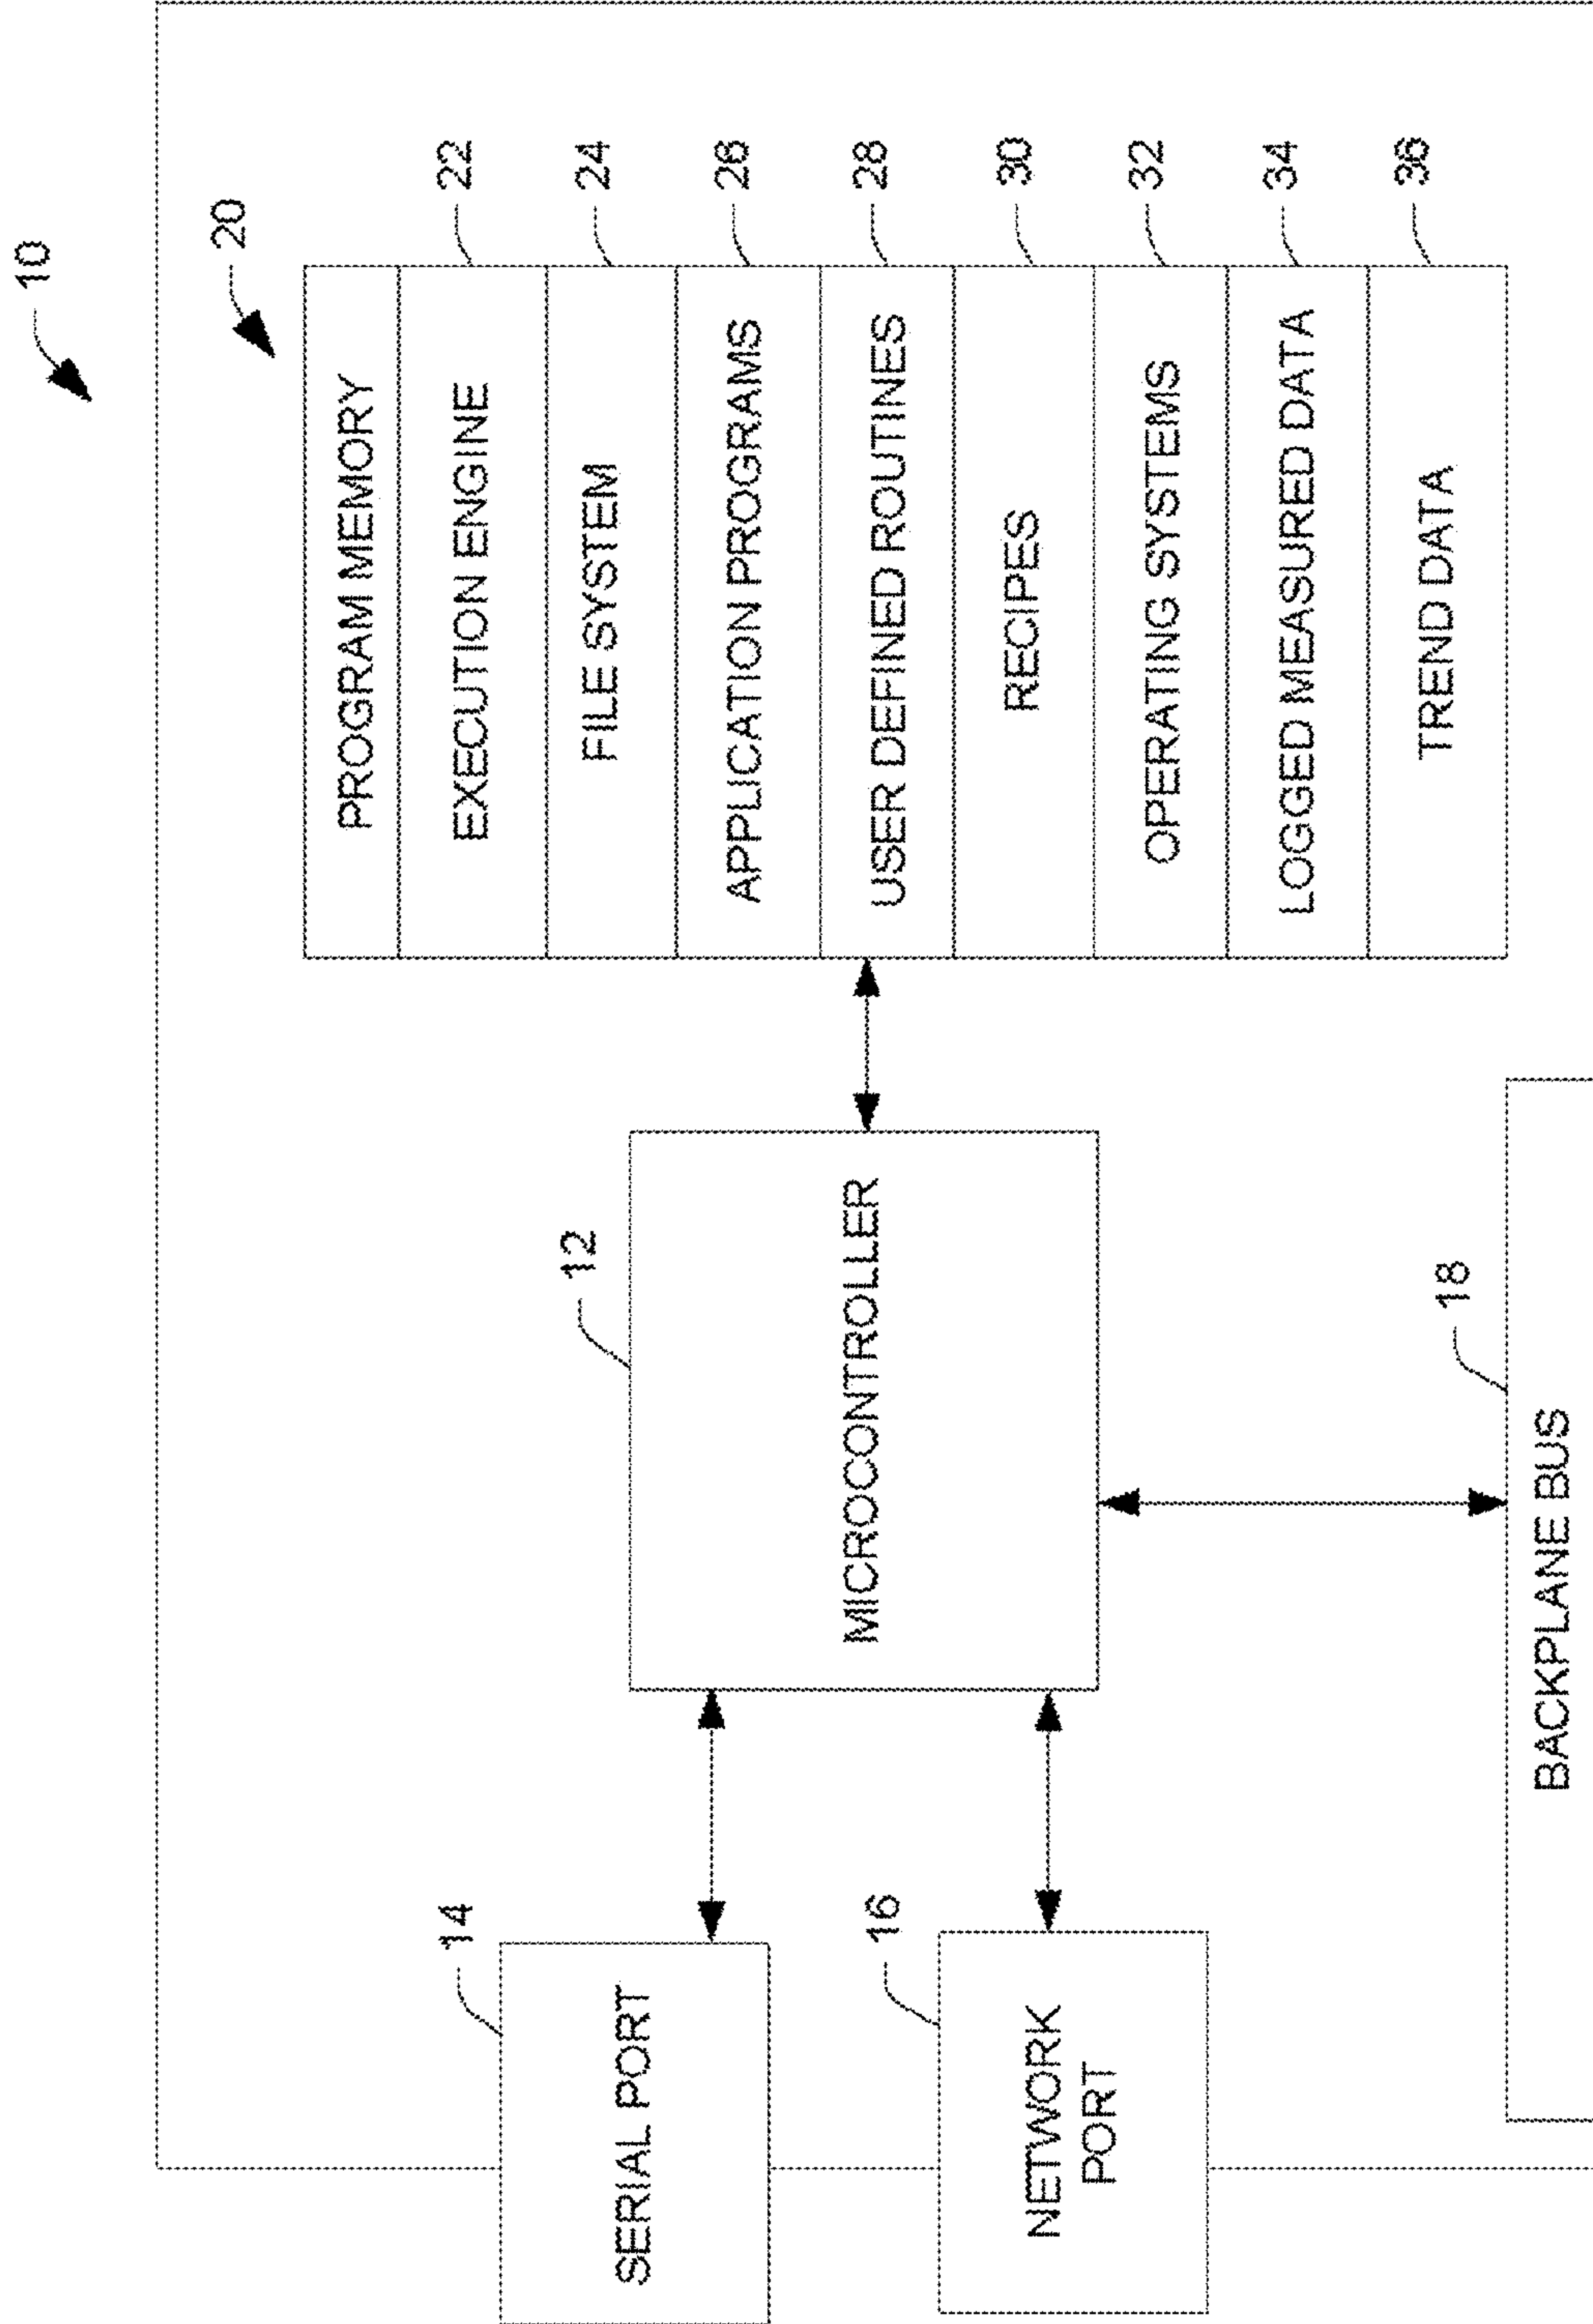 10
20
PROGRAM MEMORY
EXECUTION ENGINE
22
FILE SYSTEM
24
APPLICATION PROGRAMS
26
USER DEFINED ROUTINES
28
RECIPES
30
OPERATING SYSTEMS
32
LOGGED MEASURED DATA
34
TREND DATA
36
12
MICROCONTROLLER
14
SERIAL PORT
16
NETWORK
PORT
18
BACKPLANE BUS